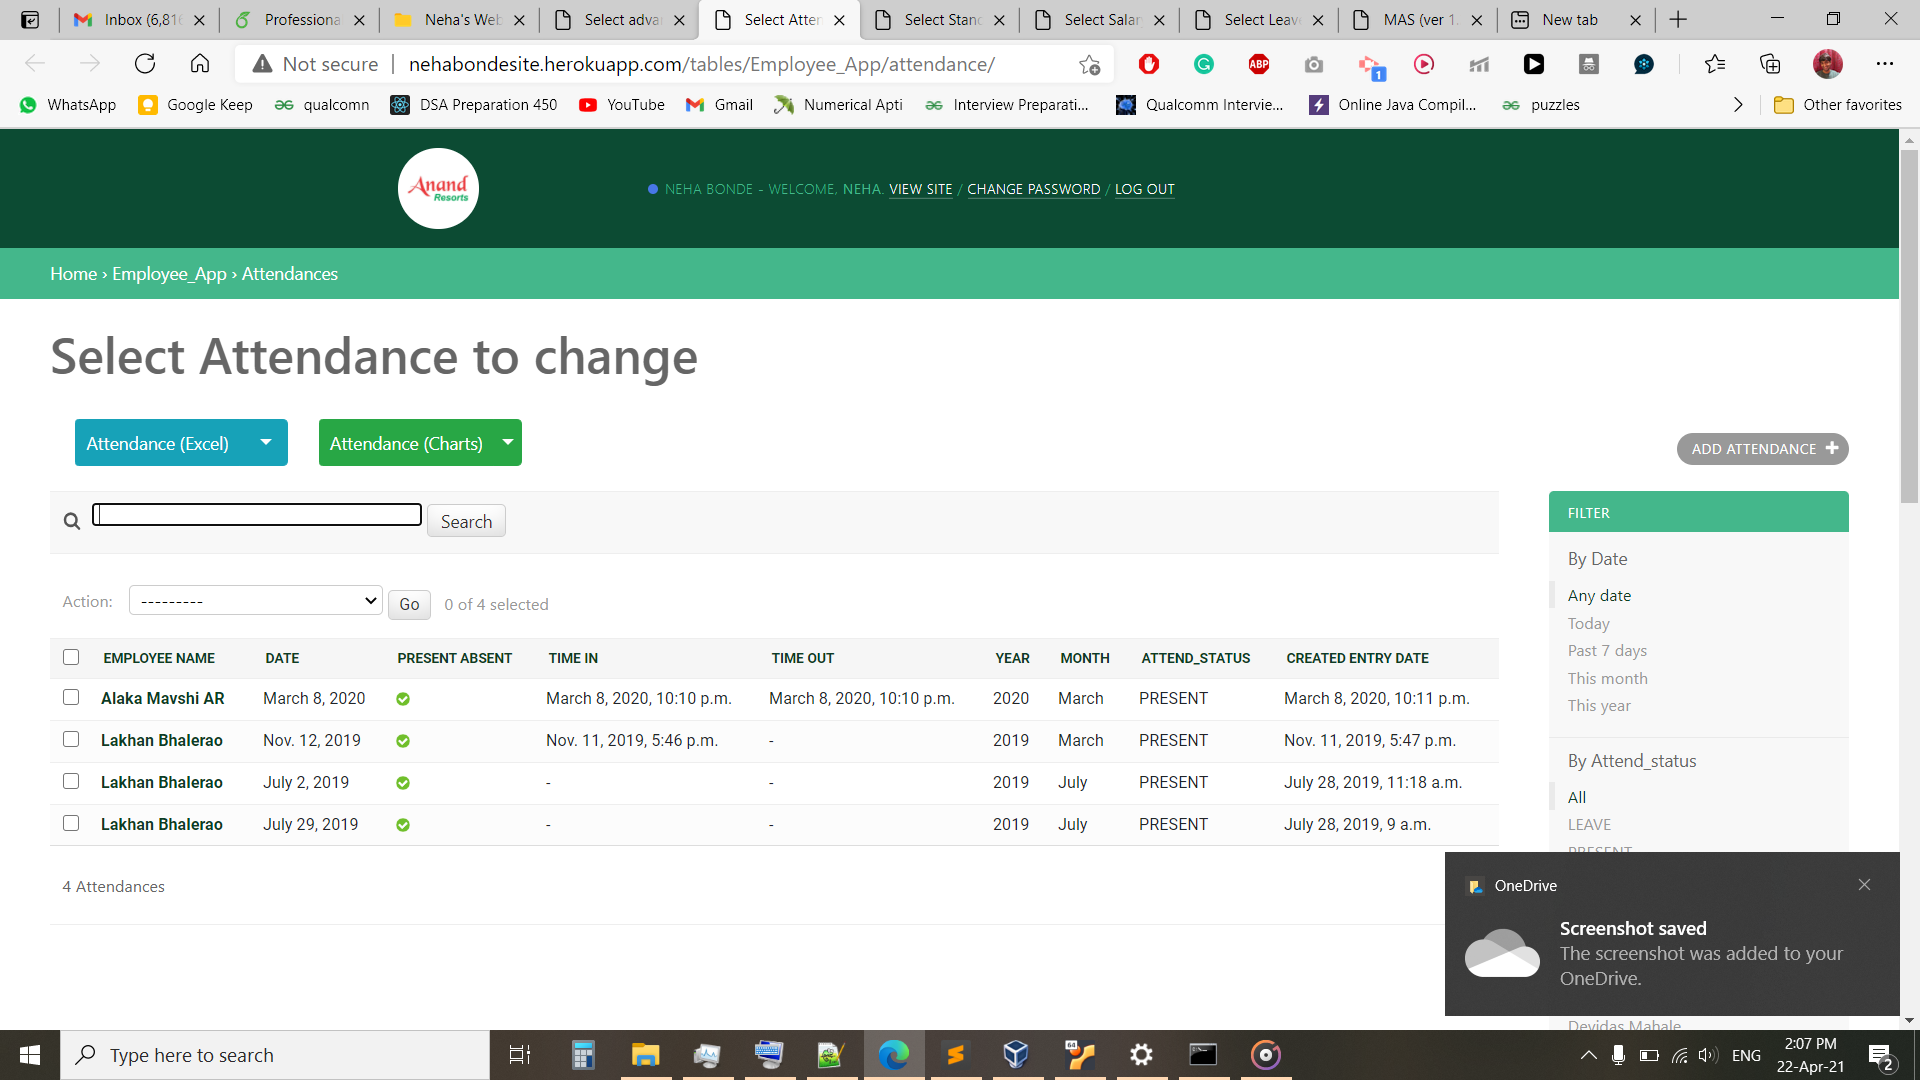 Inbox (6,81
Professiona
Neha's Web
Select adva
Select Atten
Select Stand
Select Salar
Select Leav
MAS (ver 1.
New tab
Not secure | nehabondesite.herokuapp.com/tables/Employee_App/attendance/
ABP
1
WhatsApp
Google Keep
qualcomn
DSA Preparation 450
YouTube
Gmail
Numerical Apti
Interview Preparati...
Qualcomm Intervie...
Online Java Compil...
puzzles
Other favorites
Anand
Resorts
NEHA BONDE - WELCOME, NEHA. VIEW SITE / CHANGE PASSWORD / LOG OUT
Home › Employee_App › Attendances
Select Attendance to change
Attendance (Excel)
Attendance (Charts)
ADD ATTENDANCE +
Search
FILTER
By Date
Any date
Today
Past 7 days
This month
This year
By Attend_status
All
LEAVE
PRESENT
Action: --------- Go 0 of 4 selected
EMPLOYEE NAME DATE PRESENT ABSENT TIME IN TIME OUT YEAR MONTH ATTEND_STATUS CREATED ENTRY DATE
Alaka Mavshi AR March 8, 2020 March 8, 2020, 10:10 p.m. March 8, 2020, 10:10 p.m. 2020 March PRESENT March 8, 2020, 10:11 p.m.
Lakhan Bhalerao Nov. 12, 2019 Nov. 11, 2019, 5:46 p.m. - 2019 March PRESENT Nov. 11, 2019, 5:47 p.m.
Lakhan Bhalerao July 2, 2019 - - 2019 July PRESENT July 28, 2019, 11:18 a.m.
Lakhan Bhalerao July 29, 2019 - - 2019 July PRESENT July 28, 2019, 9 a.m.
4 Attendances
OneDrive
Screenshot saved
The screenshot was added to your
OneDrive.
Devidas Mahale
Type here to search
64
ENG
2:07 PM
22-Apr-21
2